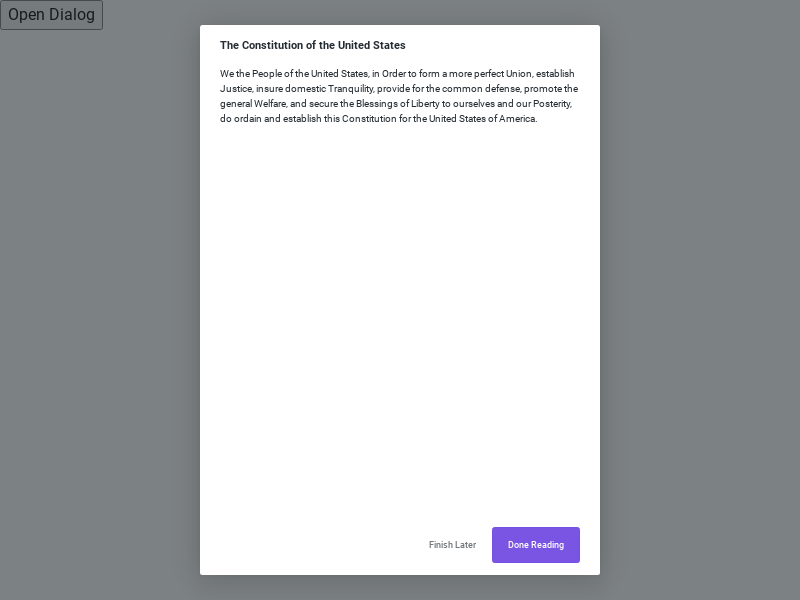 Open Dialog
The Constitution of the United States
We the People of the United States, in Order to form a more perfect Union, establish
Justice, insure domestic Tranquility, provide for the common defense, promote the
general Welfare, and secure the Blessings of Liberty to ourselves and our Posterity,
do ordain and establish this Constitution for the United States of America.
Finish Later
Done Reading